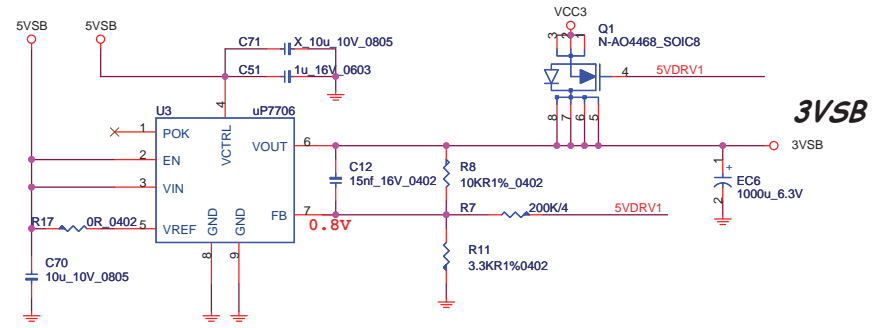 5VSB
5VSB
C71
X_10u_10V_0805
C51
1u_16V_0603
VCC3
Q1
N-AO4468_SOIC8
3
2
1
4
5VDRV1
8
7
6
5
3VSB
3VSB
U3
uP7706
4
1
POK
VCTRL
VOUT
6
2
EN
3
VIN
C12
15nf_16V_0402
R8
10KR1%_0402
1
+
EC6
1000u_6.3V
2
R17
0R_0402
5
VREF
GND
GND
FB
7
0.8V
R7
200K/4
5VDRV1
8
9
R11
3.3KR1%0402
C70
10u_10V_0805